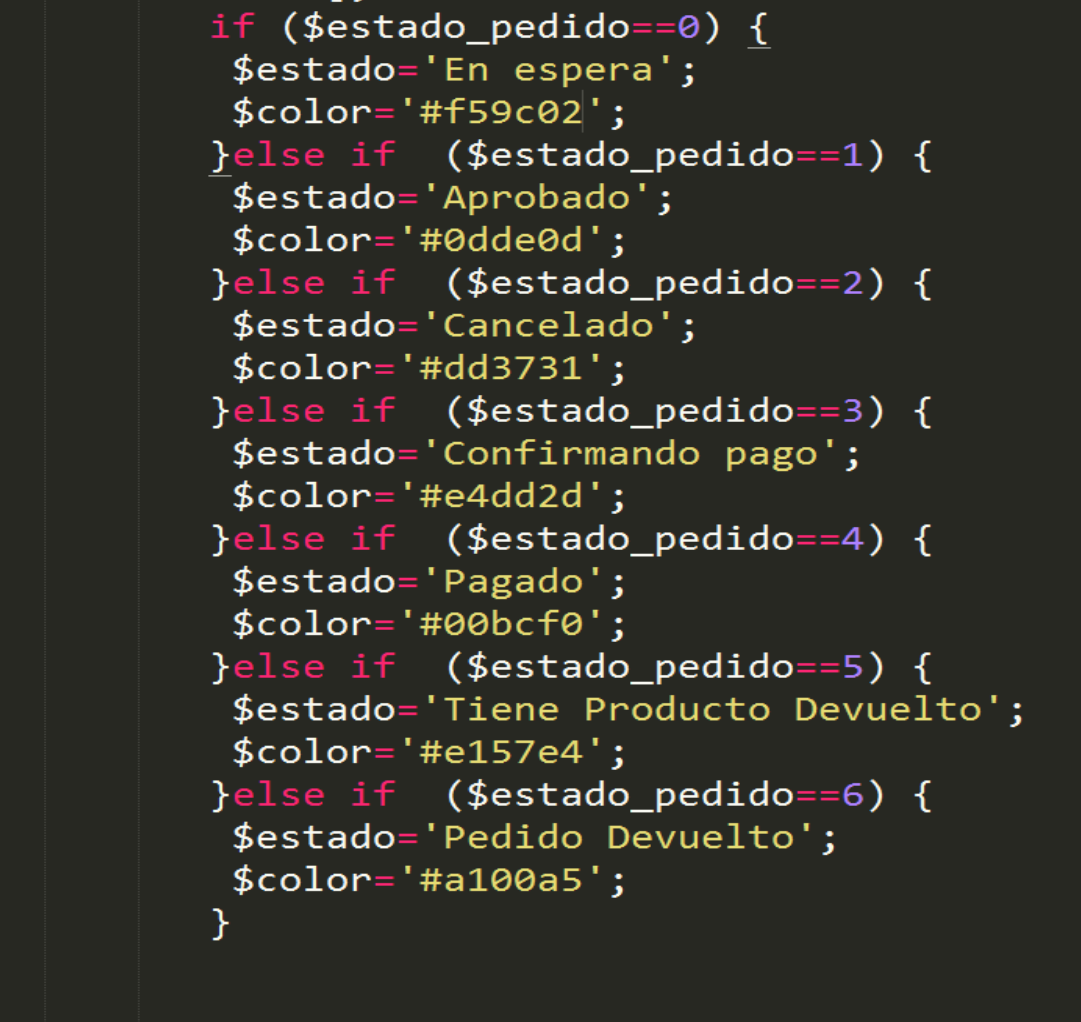 if ($estado_pedido==0) {
$estado='En espera';
$color='#f59c02';
}else if  ($estado_pedido==1) {
$estado='Aprobado';
$color='#0dde0d';
}else if  ($estado_pedido==2) {
$estado='Cancelado';
$color='#dd3731';
}else if  ($estado_pedido==3) {
$estado='Confirmando pago';
$color='#e4dd2d';
}else if  ($estado_pedido==4) {
$estado='Pagado';
$color='#00bcf0';
}else if  ($estado_pedido==5) {
$estado='Tiene Producto Devuelto';
$color='#e157e4';
}else if  ($estado_pedido==6) {
$estado='Pedido Devuelto';
$color='#a100a5';
}